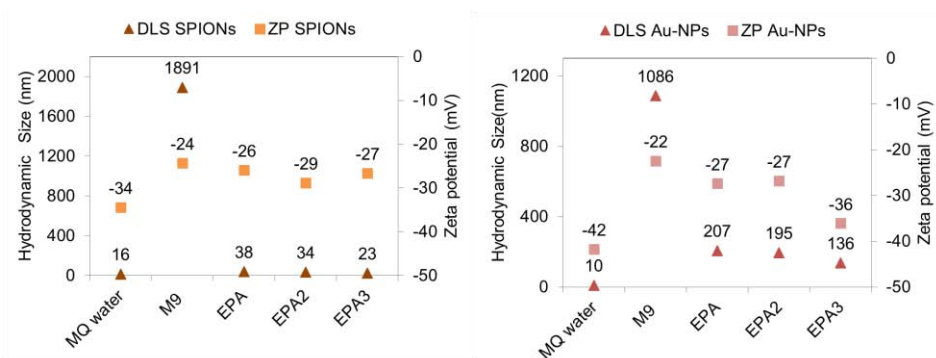 DLS SPIONs ZP SPIONs
Hydrodynamic Size (nm)
2000
1600
1200
800
400
0
1891
-24
-26
-29
-27
-34
16
38
34
23
0
-10
-20
-30
-40
-50
Zeta potential (mV)
MQ water
M9
EPA
EPA2
EPA3
DLS Au-NPs ZP Au-NPs
Hydrodynamic Size(nm)
1200
800
400
0
1086
-22
-27
-27
-36
-42
207
195
136
10
0
-10
-20
-30
-40
-50
Zeta potential (mV)
MQ water
M9
EPA
EPA2
EPA3